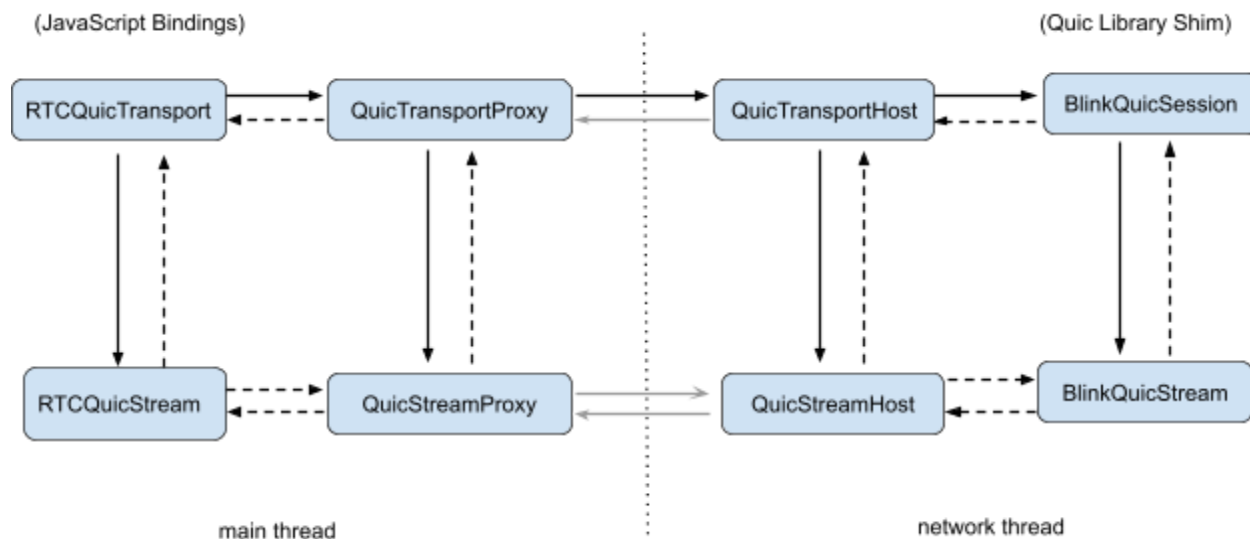 (JavaScript Bindings)
(Quic Library Shim)
RTCQuicTransport
QuicTransportProxy
QuicTransportHost
BlinkQuicSession
RTCQuicStream
QuicStreamProxy
QuicStreamHost
BlinkQuicStream
main thread
network thread